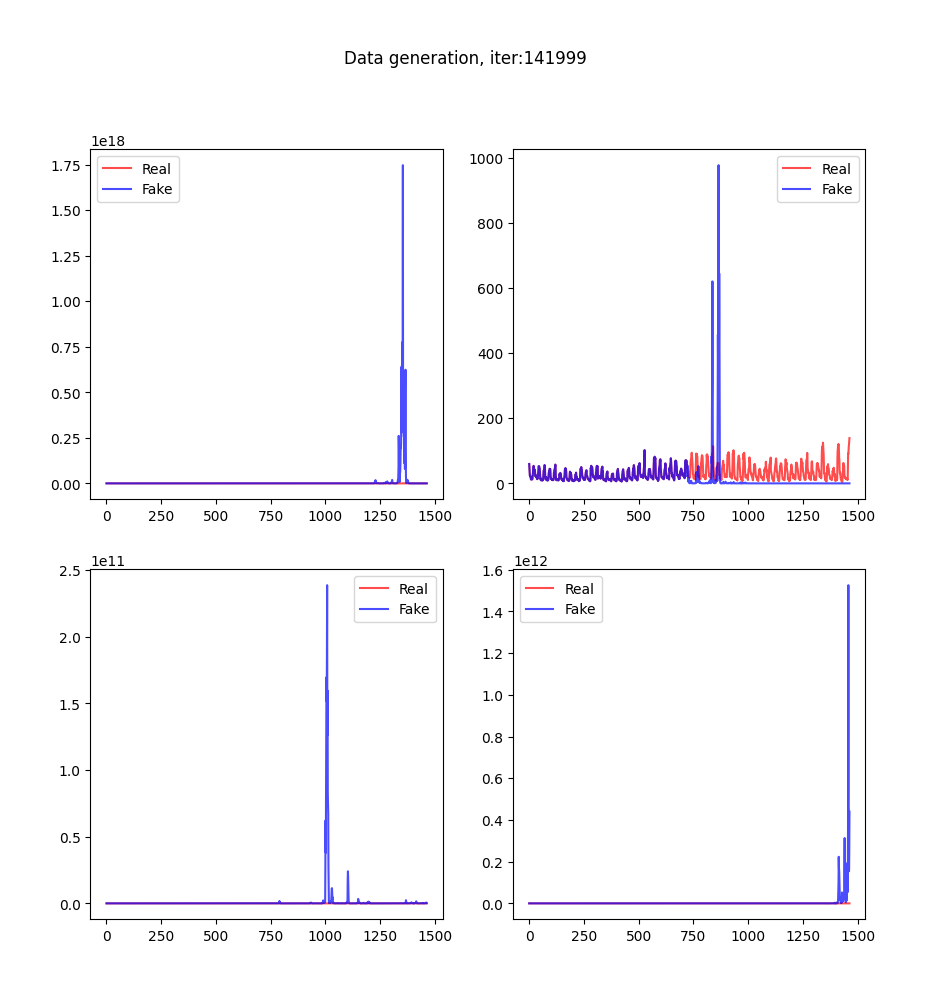 Data generation, iter:141999
1e18
1.75
1.50
1.25
1.00
0.75
0.50
0.25
0.00
0 250 500 750 1000 1250 1500
Real
Fake
1000
800
600
400
200
0
0 250 500 750 1000 1250 1500
Real
Fake
1e11
2.5
2.0
1.5
1.0
0.5
0.0
0 250 500 750 1000 1250 1500
Real
Fake
1e12
1.6
1.4
1.2
1.0
0.8
0.6
0.4
0.2
0.0
0 250 500 750 1000 1250 1500
Real
Fake